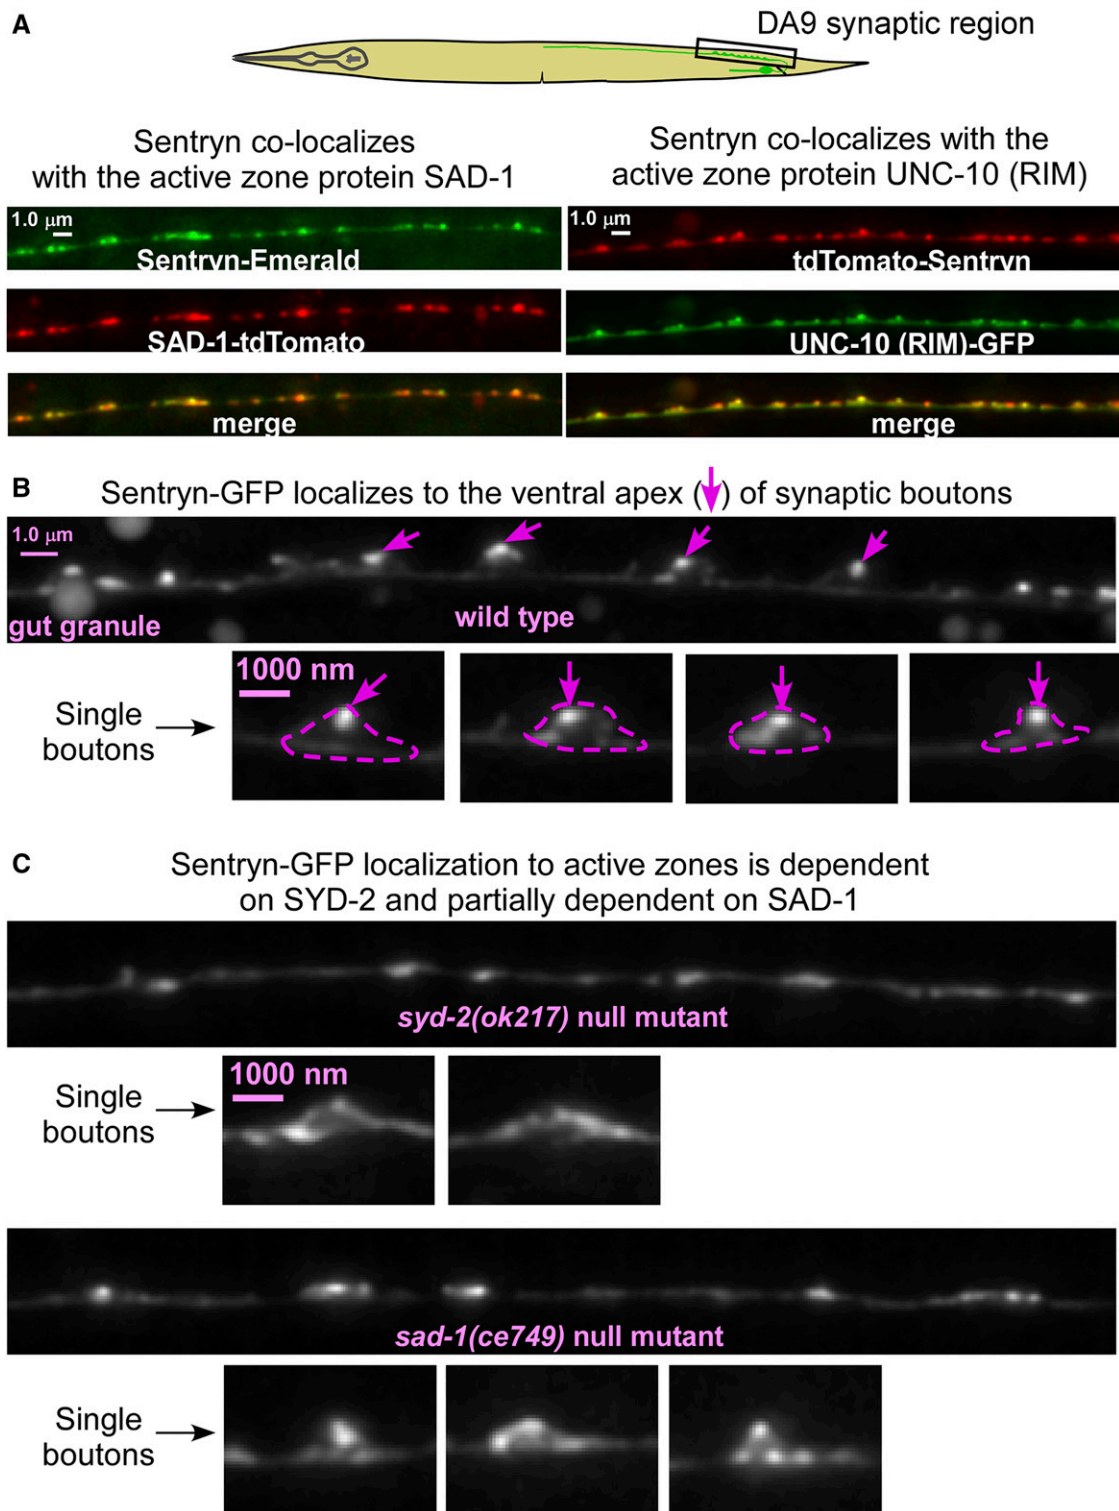 A
DA9 synaptic region
Sentryn co-localizes
with the active zone protein SAD-1
Sentryn co-localizes with the
active zone protein UNC-10 (RIM)
1.0 μm
Sentryn-Emerald
SAD-1-tdTomato
merge
1.0 μm
tdTomato-Sentryn
UNC-10 (RIM)-GFP
merge
B
Sentryn-GFP localizes to the ventral apex ( ) of synaptic boutons
1.0 μm
gut granule
wild type
1000 nm
Single
boutons
C
Sentryn-GFP localization to active zones is dependent
on SYD-2 and partially dependent on SAD-1
syd-2(ok217) null mutant
1000 nm
Single
boutons
sad-1(ce749) null mutant
Single
boutons